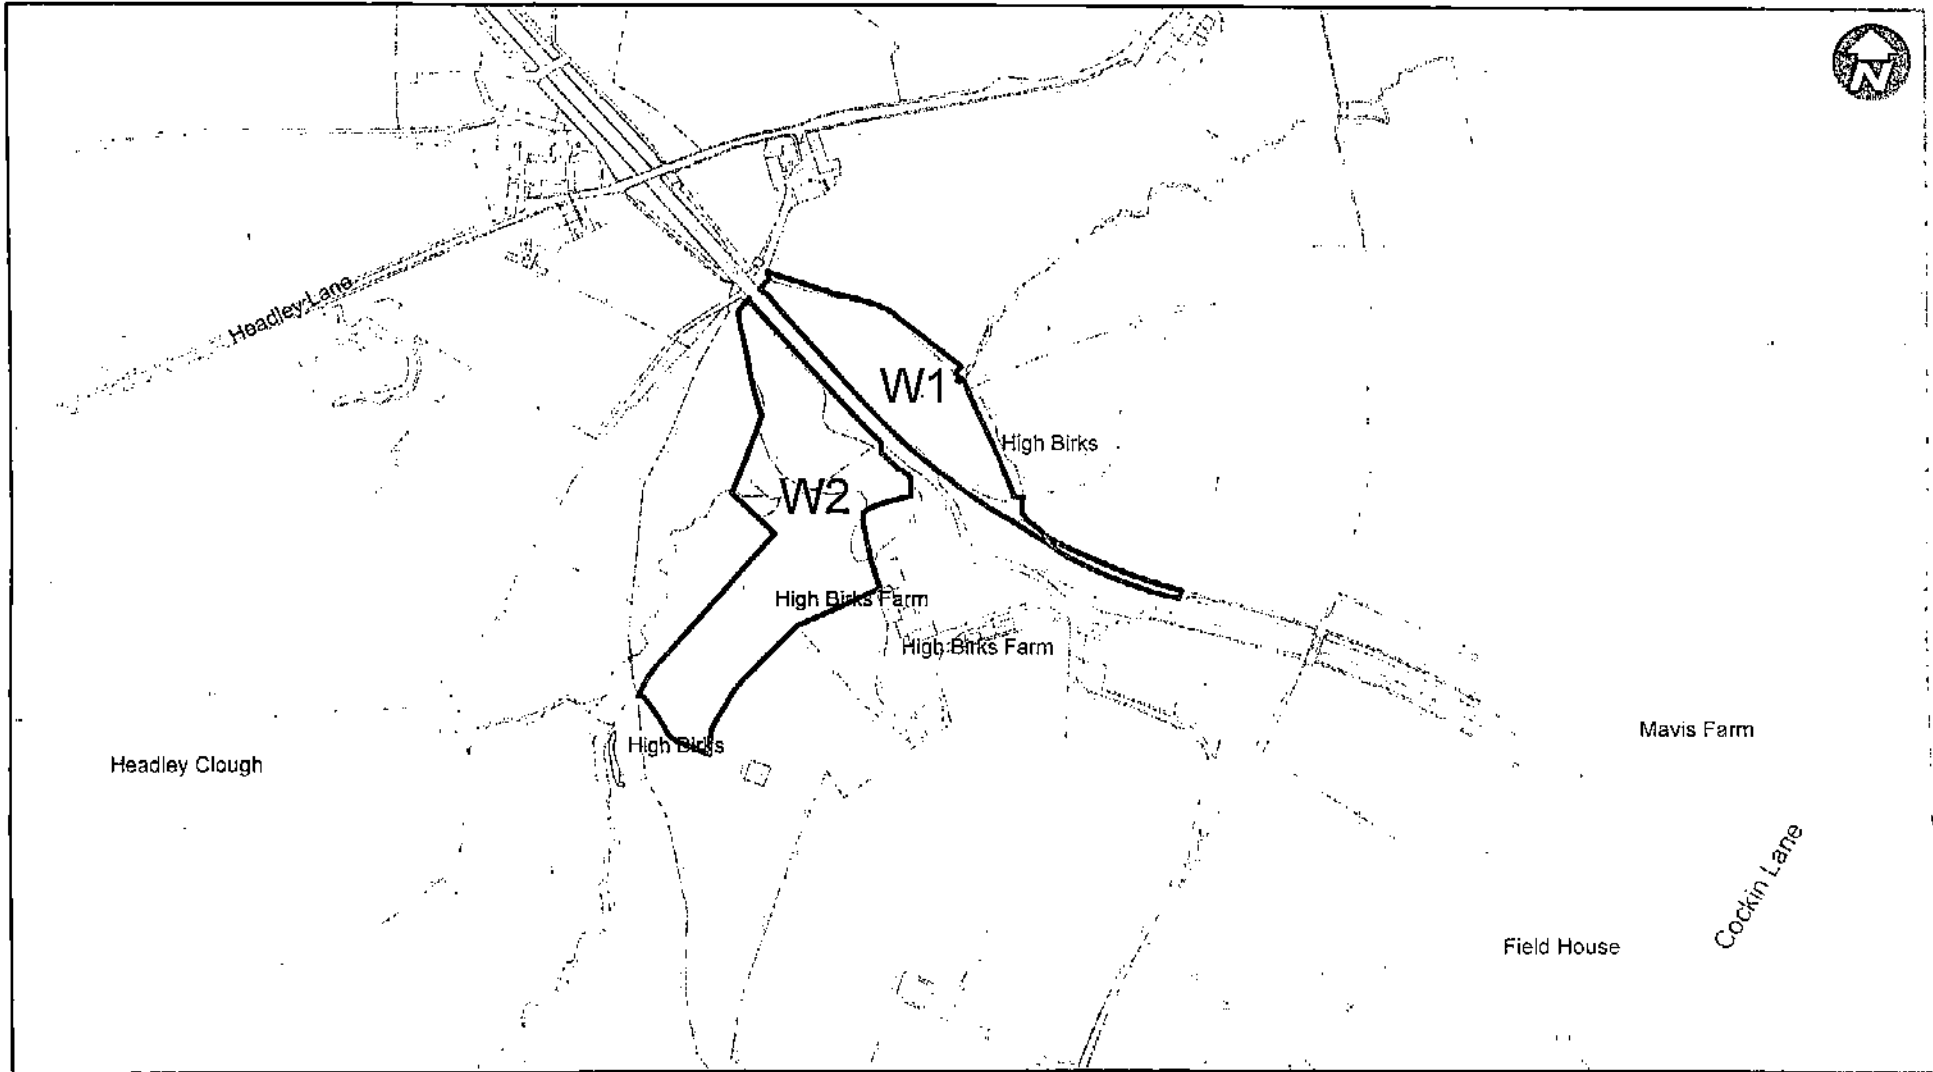 N
Headley Lane
W1
High Birks
W2
High Birks Farm
High Birks Farm
Mavis Farm
High Birks
Headley Clough
Cockin Lane
Field House